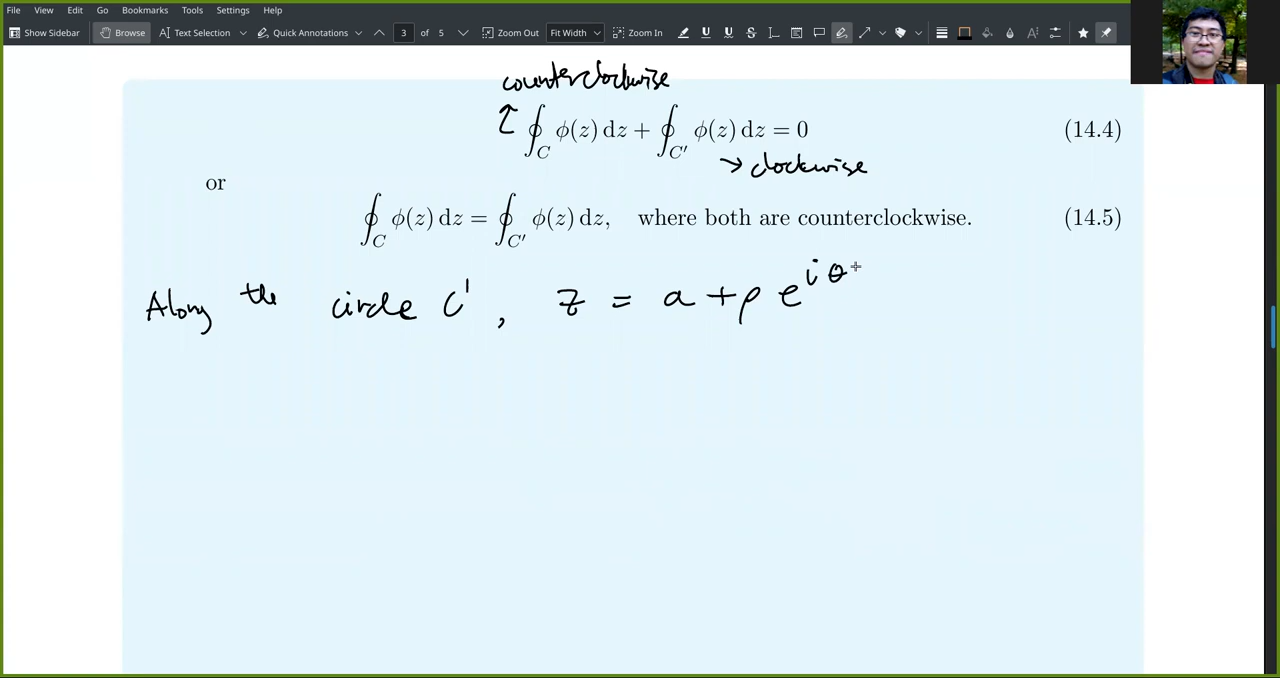 File View Edit Go Bookmarks Tools Settings Help
Show Sidebar Browse Text Selection Quick Annotations 3 of 5 Zoom Out Fit Width Zoom In
counterclockwise
∮_C ϕ(z) dz + ∮_{C'} ϕ(z) dz = 0 (14.4)
→ clockwise
or
∮_C ϕ(z) dz = ∮_{C'} ϕ(z) dz, where both are counterclockwise. (14.5)
Along the circle C', z = a + ρ e^{iθ}